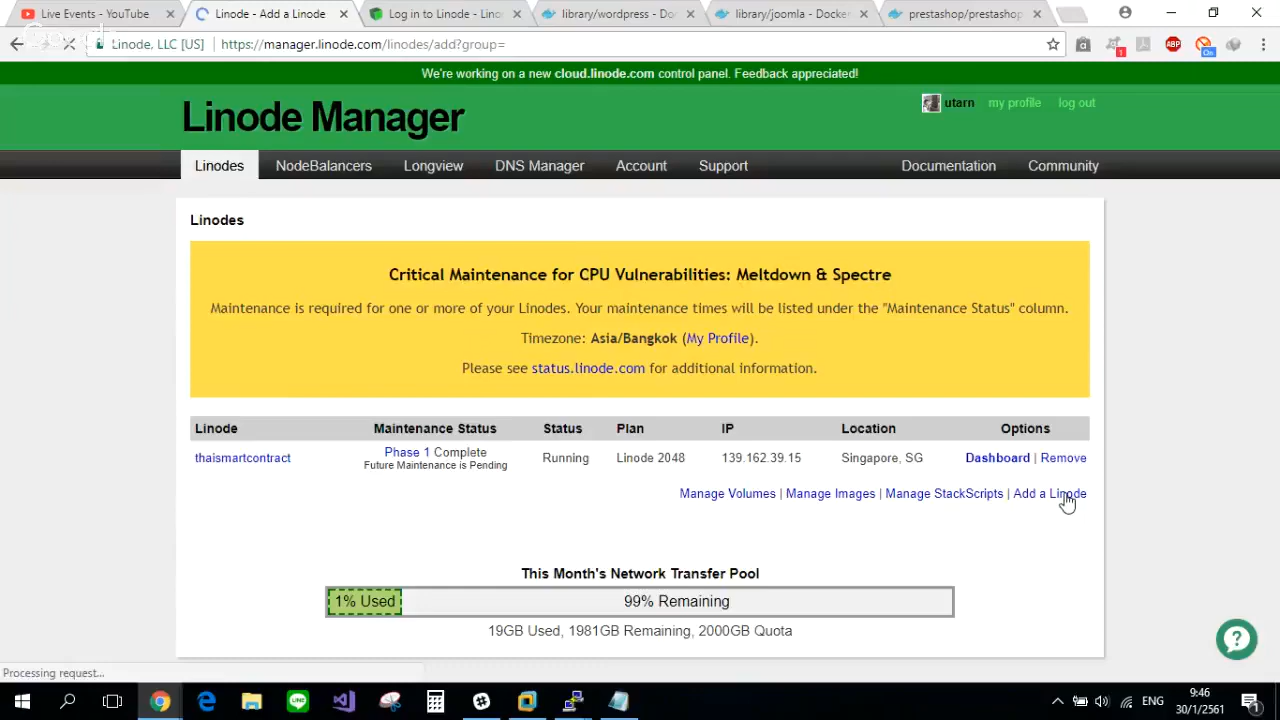 Live Events - YouTube
Linode - Add a Linode
Log in to Linode - Lin
library/wordpress - Do
library/joomla - Docker
prestashop/prestashop
Linode, LLC [US]
https://manager.linode.com/linodes/add?group=
1
ABP
On
We're working on a new cloud.linode.com control panel. Feedback appreciated!
Linode Manager
utarn
my profile
log out
Linodes
NodeBalancers
Longview
DNS Manager
Account
Support
Documentation
Community
Linodes
Critical Maintenance for CPU Vulnerabilities: Meltdown & Spectre
Maintenance is required for one or more of your Linodes. Your maintenance times will be listed under the "Maintenance Status" column.
Timezone: Asia/Bangkok (My Profile).
Please see status.linode.com for additional information.
Linode Maintenance Status Status Plan IP Location Options
thaismartcontract Phase 1 Complete Running Linode 2048 139.162.39.15 Singapore, SG Dashboard | Remove
Future Maintenance is Pending
Manage Volumes | Manage Images | Manage StackScripts | Add a Linode
This Month's Network Transfer Pool
1% Used
99% Remaining
19GB Used, 1981GB Remaining, 2000GB Quota
Processing request...
ENG
9:46
30/1/2561
1